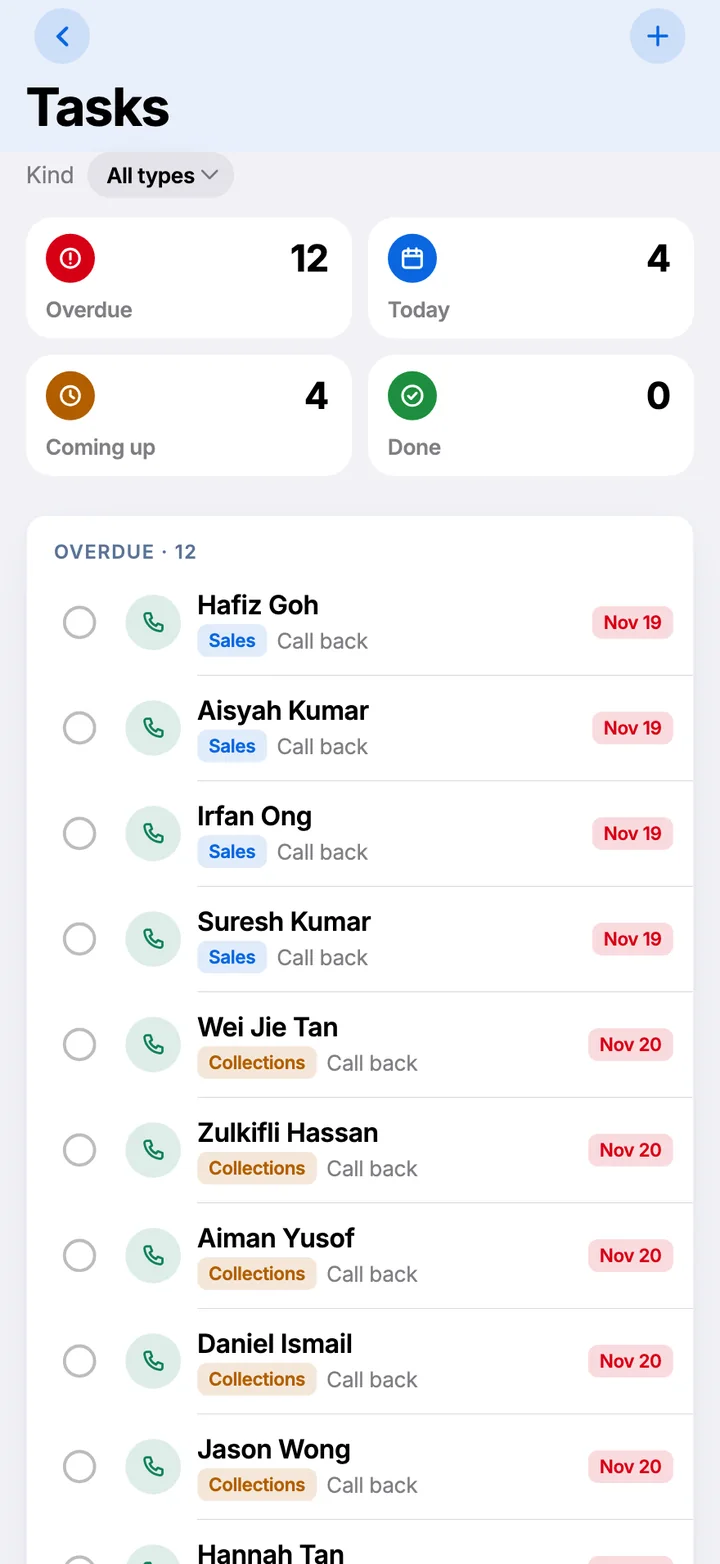 Tasks
Kind All types
12
Overdue
4
Today
4
Coming up
0
Done
OVERDUE · 12
Hafiz Goh
Sales Call back
Nov 19
Aisyah Kumar
Sales Call back
Nov 19
Irfan Ong
Sales Call back
Nov 19
Suresh Kumar
Sales Call back
Nov 19
Wei Jie Tan
Collections Call back
Nov 20
Zulkifli Hassan
Collections Call back
Nov 20
Aiman Yusof
Collections Call back
Nov 20
Daniel Ismail
Collections Call back
Nov 20
Jason Wong
Collections Call back
Nov 20
Hannah Tan